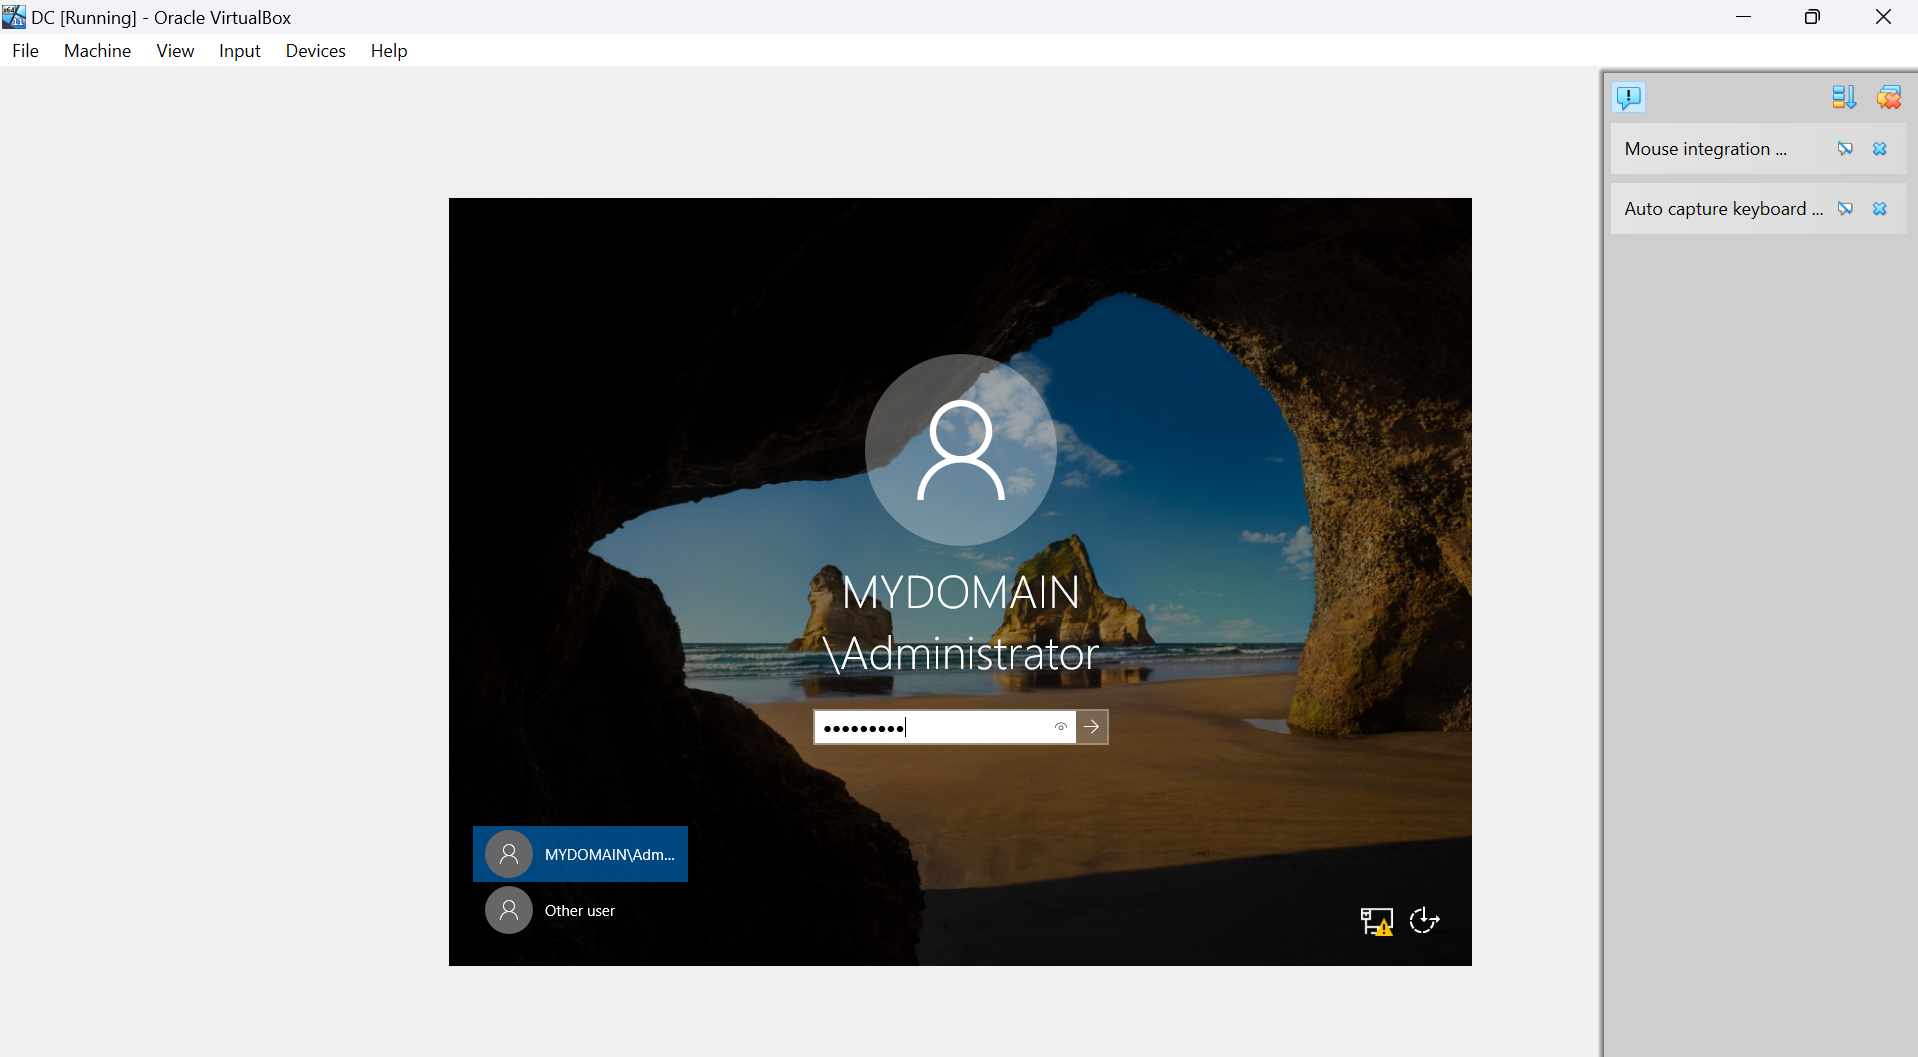 DC [Running] - Oracle VirtualBox
File Machine View Input Devices Help
Mouse integration ...
Auto capture keyboard ...
MYDOMAIN
\Administrator
MYDOMAIN\Adm...
Other user